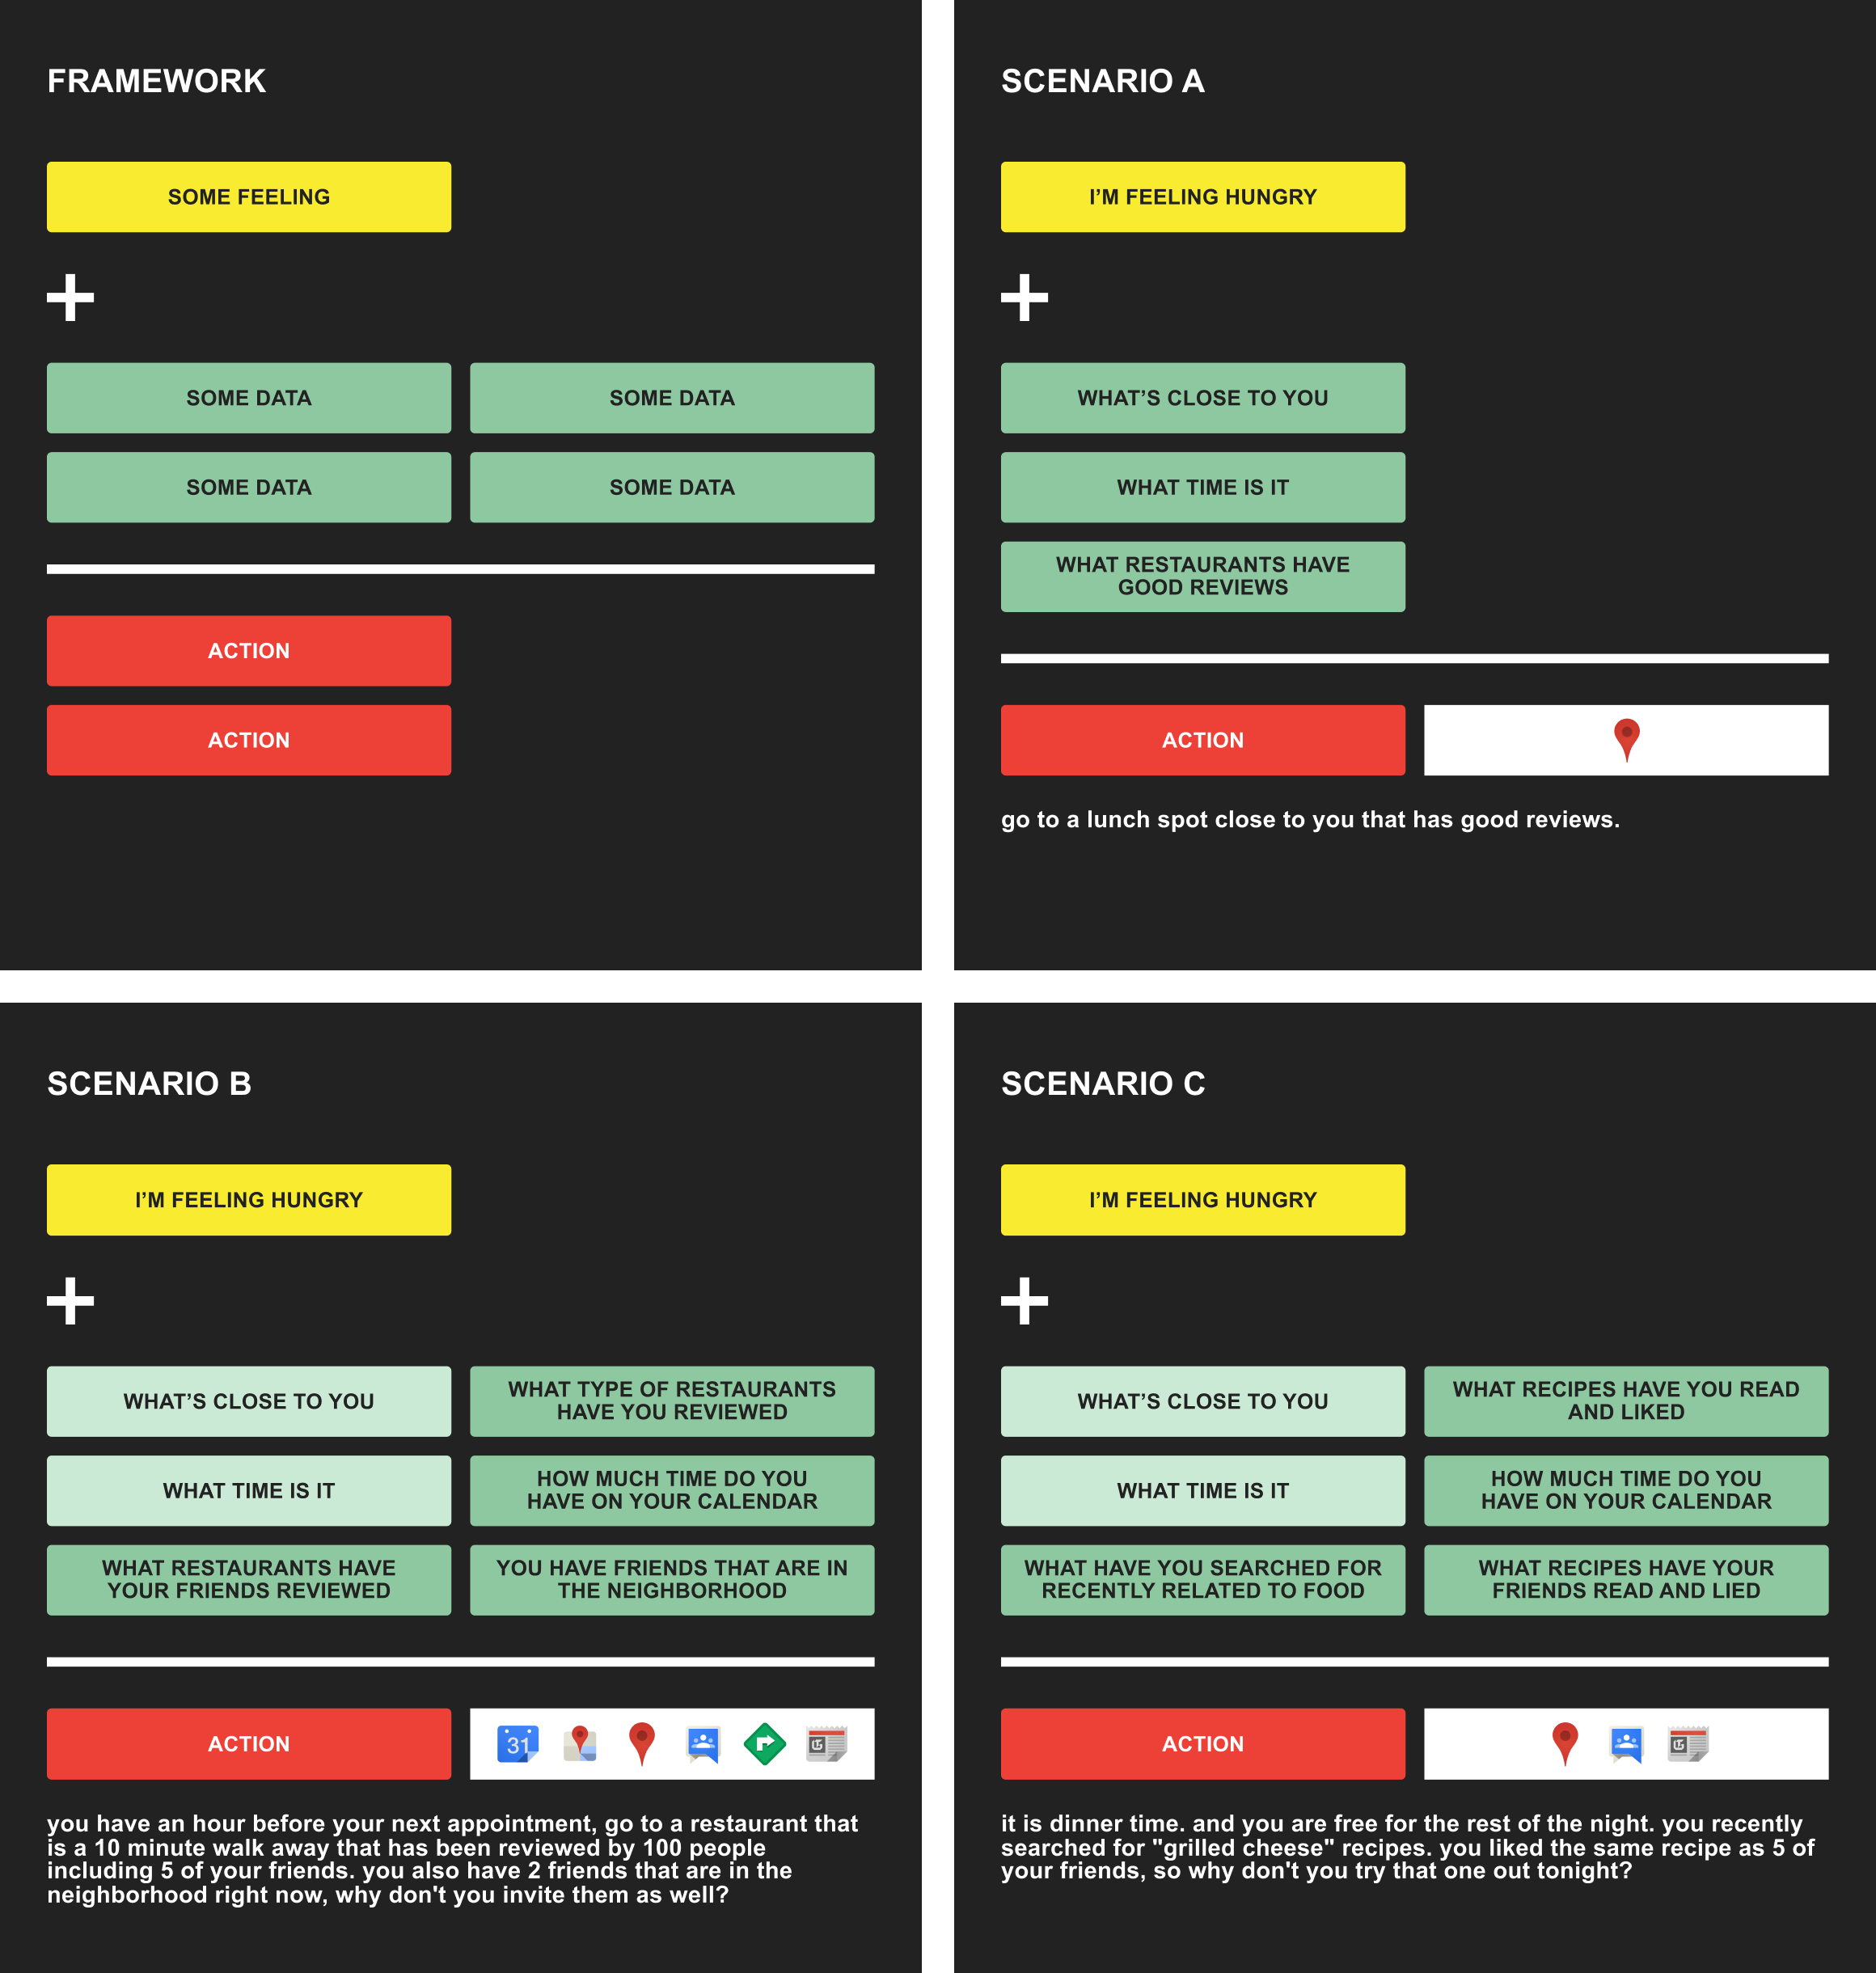 FRAMEWORK
SOME FEELING
SOME DATA
SOME DATA
SOME DATA
SOME DATA
ACTION
ACTION
SCENARIO A
I’M FEELING HUNGRY
WHAT’S CLOSE TO YOU
WHAT TIME IS IT
WHAT RESTAURANTS HAVE
GOOD REVIEWS
ACTION
go to a lunch spot close to you that has good reviews.
SCENARIO B
I’M FEELING HUNGRY
WHAT’S CLOSE TO YOU
WHAT TYPE OF RESTAURANTS
HAVE YOU REVIEWED
WHAT TIME IS IT
HOW MUCH TIME DO YOU
HAVE ON YOUR CALENDAR
WHAT RESTAURANTS HAVE
YOUR FRIENDS REVIEWED
YOU HAVE FRIENDS THAT ARE IN
THE NEIGHBORHOOD
ACTION
31
you have an hour before your next appointment, go to a restaurant that
is a 10 minute walk away that has been reviewed by 100 people
including 5 of your friends. you also have 2 friends that are in the
neighborhood right now, why don't you invite them as well?
SCENARIO C
I’M FEELING HUNGRY
WHAT’S CLOSE TO YOU
WHAT RECIPES HAVE YOU READ
AND LIKED
WHAT TIME IS IT
HOW MUCH TIME DO YOU
HAVE ON YOUR CALENDAR
WHAT HAVE YOU SEARCHED FOR
RECENTLY RELATED TO FOOD
WHAT RECIPES HAVE YOUR
FRIENDS READ AND LIED
ACTION
it is dinner time. and you are free for the rest of the night. you recently
searched for "grilled cheese" recipes. you liked the same recipe as 5 of
your friends, so why don't you try that one out tonight?